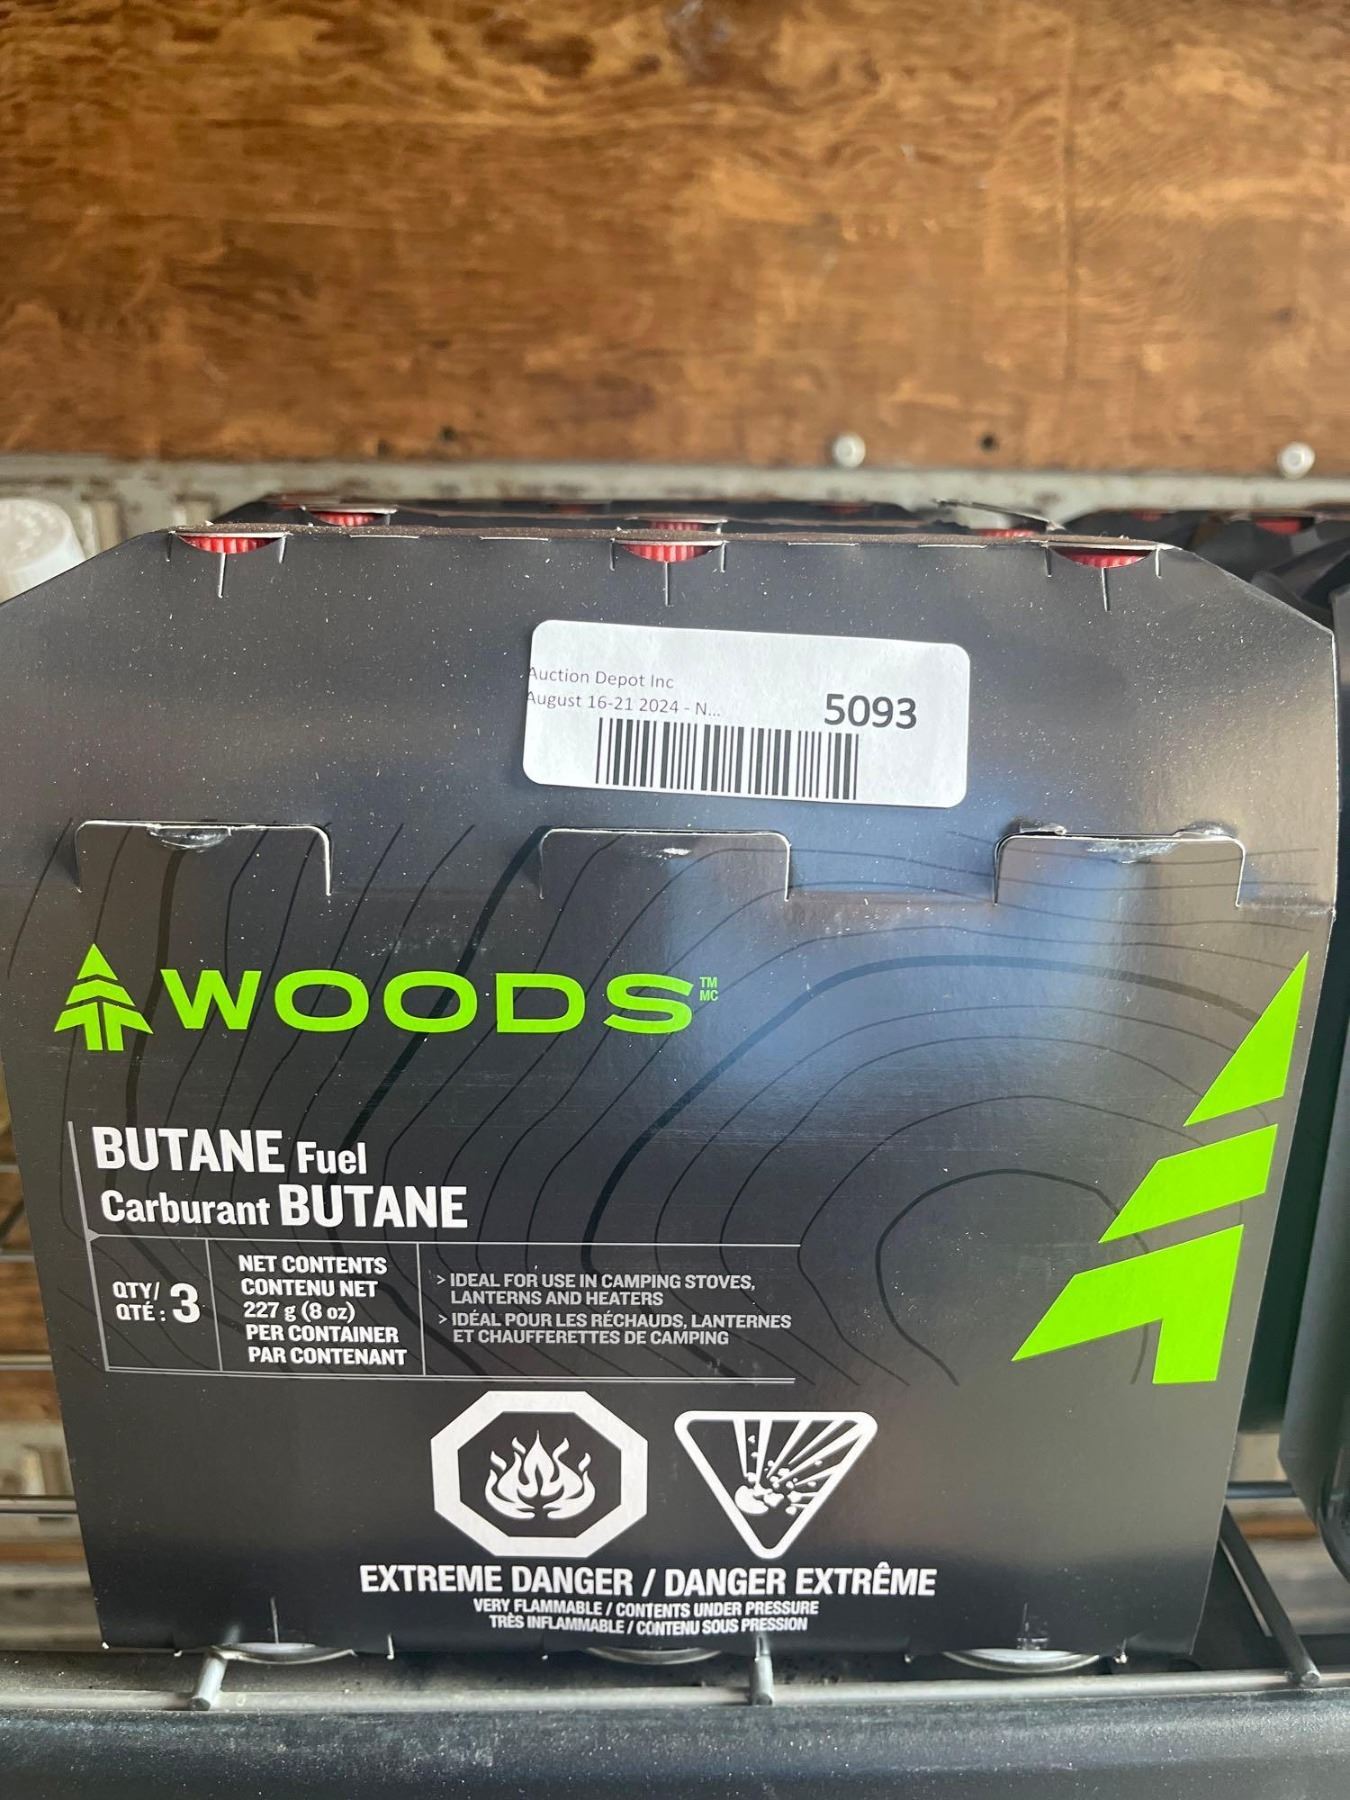 Auction Depot Inc
August 16-21 2024 - N...
5093
WOODS TM MC
BUTANE Fuel
Carburant BUTANE
QTY/
QTÉ : 3
NET CONTENTS
CONTENU NET
227 g (8 oz)
PER CONTAINER
PAR CONTENANT
> IDEAL FOR USE IN CAMPING STOVES,
LANTERNS AND HEATERS
> IDÉAL POUR LES RÉCHAUDS, LANTERNES
ET CHAUFFERETTES DE CAMPING
EXTREME DANGER / DANGER EXTRÊME
VERY FLAMMABLE / CONTENTS UNDER PRESSURE
TRÈS INFLAMMABLE / CONTENU SOUS PRESSION